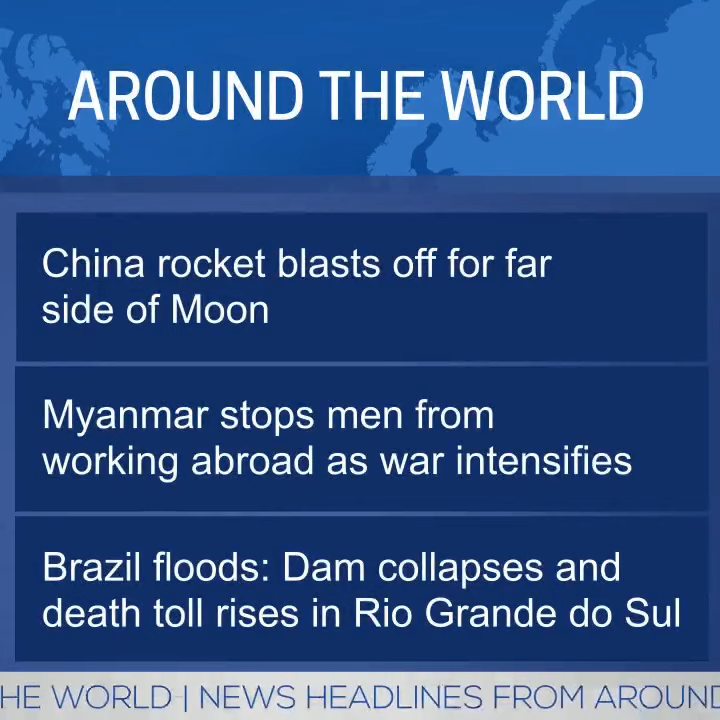 AROUND THE WORLD
China rocket blasts off for far
side of Moon
Myanmar stops men from
working abroad as war intensifies
Brazil floods: Dam collapses and
death toll rises in Rio Grande do Sul
HE WORLD | NEWS HEADLINES FROM AROUND